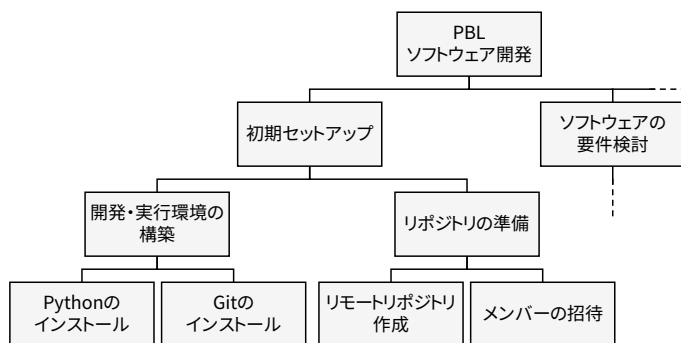 PBL
ソフトウェア開発
初期セットアップ
ソフトウェアの
要件検討
開発・実行環境の
構築
リポジトリの準備
Pythonの
インストール
Gitの
インストール
リモートリポジトリ
作成
メンバーの招待